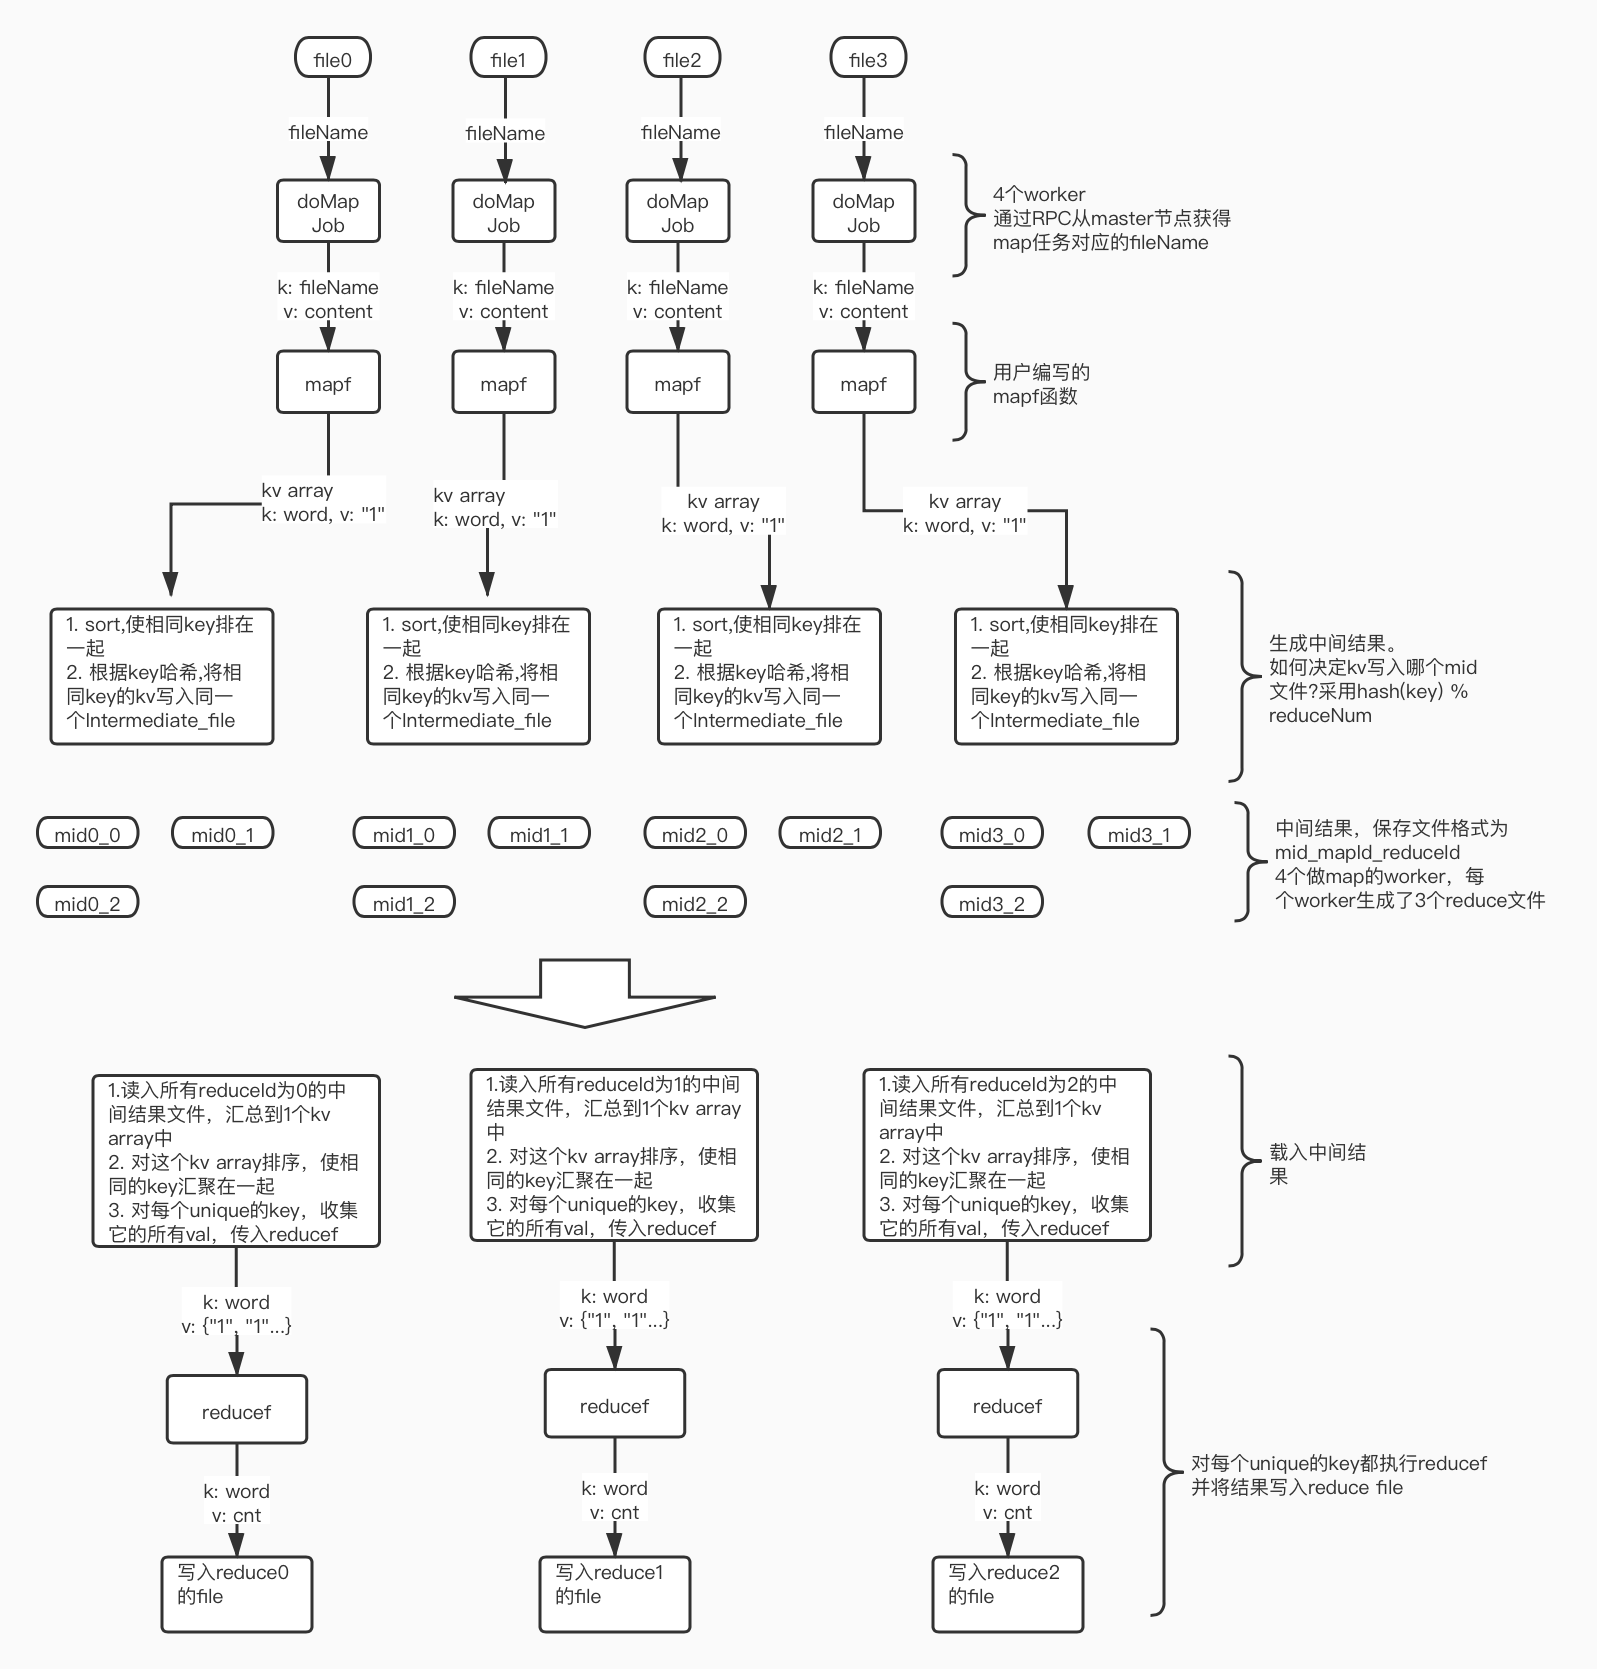 file0
file1
file2
file3
fileName
fileName
fileName
fileName
doMap
Job
doMap
Job
doMap
Job
doMap
Job
4个worker
通过RPC从master节点获得
map任务对应的fileName
k: fileName
v: content
k: fileName
v: content
k: fileName
v: content
k: fileName
v: content
mapf
mapf
mapf
mapf
用户编写的
mapf函数
kv array
k: word, v: "1"
kv array
k: word, v: "1"
kv array
k: word, v: "1"
kv array
k: word, v: "1"
1. sort,使相同key排在
一起
2. 根据key哈希,将相
同key的kv写入同一
个Intermediate_file
1. sort,使相同key排在
一起
2. 根据key哈希,将相
同key的kv写入同一
个Intermediate_file
1. sort,使相同key排在
一起
2. 根据key哈希,将相
同key的kv写入同一
个Intermediate_file
1. sort,使相同key排在
一起
2. 根据key哈希,将相
同key的kv写入同一
个Intermediate_file
生成中间结果。
如何决定kv写入哪个mid
文件?采用hash(key) %
reduceNum
mid0_0
mid0_1
mid1_0
mid1_1
mid2_0
mid2_1
mid3_0
mid3_1
mid0_2
mid1_2
mid2_2
mid3_2
中间结果，保存文件格式为
mid_mapId_reduceId
4个做map的worker，每
个worker生成了3个reduce文件
1.读入所有reduceId为0的中
间结果文件，汇总到1个kv
array中
2. 对这个kv array排序，使相
同的key汇聚在一起
3. 对每个unique的key，收集
它的所有val，传入reducef
1.读入所有reduceId为1的中间
结果文件，汇总到1个kv array
中
2. 对这个kv array排序，使相
同的key汇聚在一起
3. 对每个unique的key，收集
它的所有val，传入reducef
1.读入所有reduceId为2的中
间结果文件，汇总到1个kv
array中
2. 对这个kv array排序，使相
同的key汇聚在一起
3. 对每个unique的key，收集
它的所有val，传入reducef
载入中间结
果
k: word
v: {"1", "1"...}
k: word
v: {"1", "1"...}
k: word
v: {"1", "1"...}
reducef
reducef
reducef
k: word
v: cnt
k: word
v: cnt
k: word
v: cnt
对每个unique的key都执行reducef
并将结果写入reduce file
写入reduce0
的file
写入reduce1
的file
写入reduce2
的file